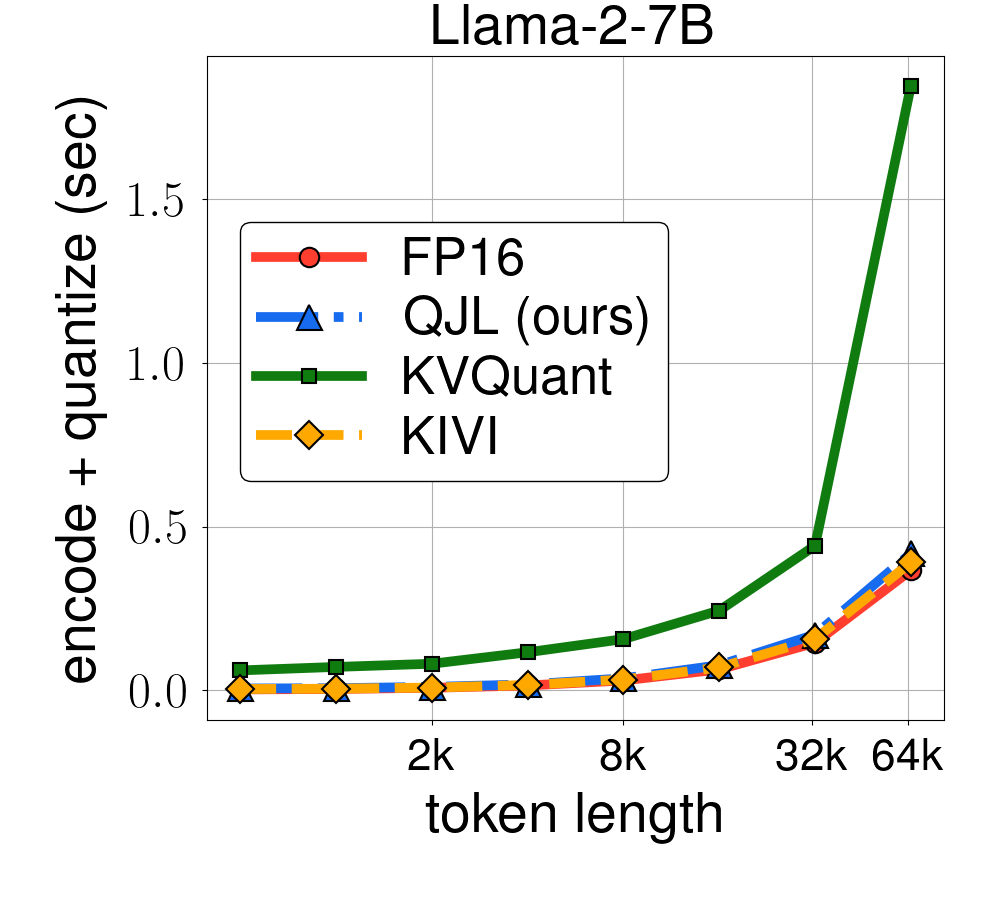 Llama-2-7B
encode + quantize (sec)
1.5
1.0
0.5
0.0
FP16
QJL (ours)
KVQuant
KIVI
2k 8k 32k 64k
token length